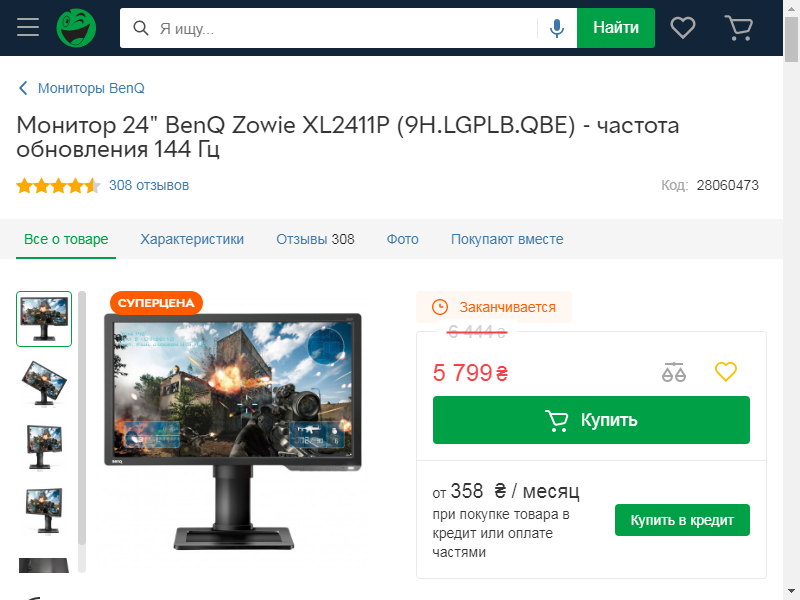 Я ищу...
Найти
Мониторы BenQ
Монитор 24" BenQ Zowie XL2411P (9H.LGPLB.QBE) - частота
обновления 144 Гц
308 отзывов
Код: 28060473
Все о товаре
Характеристики
Отзывы 308
Фото
Покупают вместе
СУПЕРЦЕНА
Заканчивается
6 444 ₴
5 799 ₴
Купить
от 358 ₴ / месяц
при покупке товара в
кредит или оплате
частями
Купить в кредит